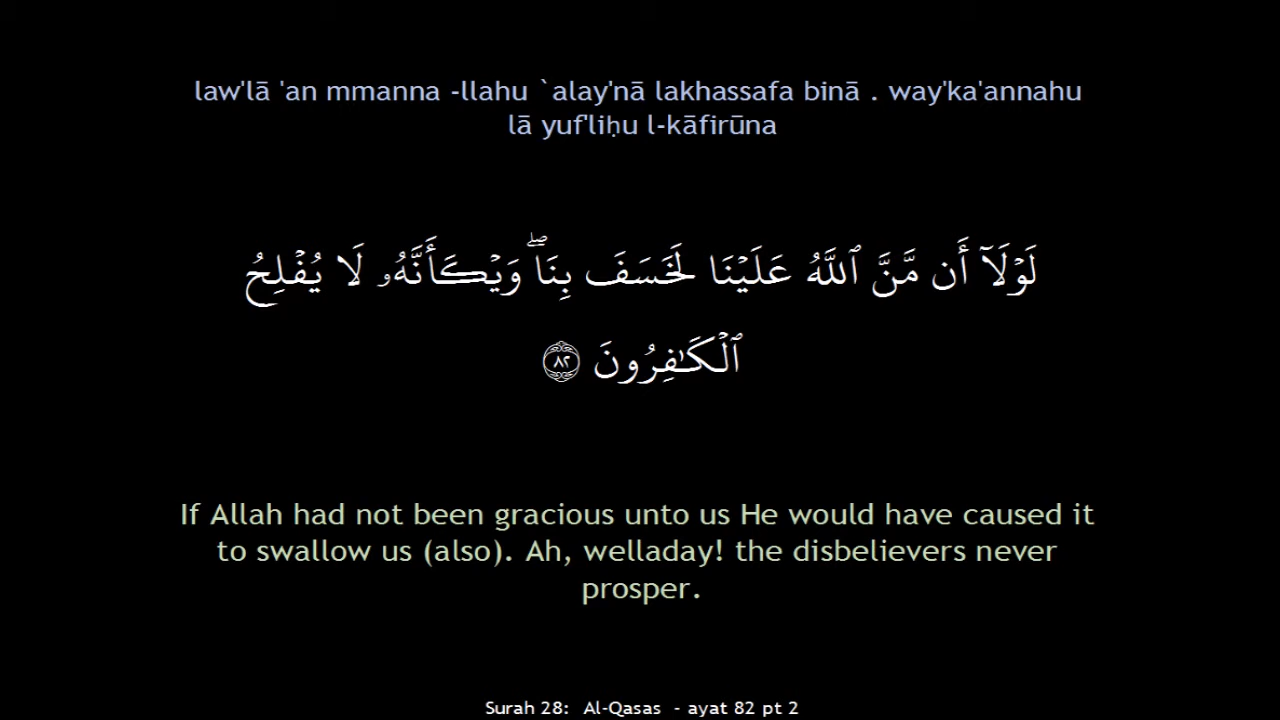 law'lā 'an mmanna -llahu `alay'nā lakhassafa binā . way'ka'annahu
lā yuf'liḥu l-kāfirūna
لَوۡلَآ أَن مَّنَّ ٱللَّهُ عَلَيۡنَا لَخَسَفَ بِنَاۖ وَيۡكَأَنَّهُۥ لَا يُفۡلِحُ
ٱلۡكَـٰفِرُونَ ٨٢
If Allah had not been gracious unto us He would have caused it
to swallow us (also). Ah, welladay! the disbelievers never
prosper.
Surah 28: Al-Qasas - ayat 82 pt 2